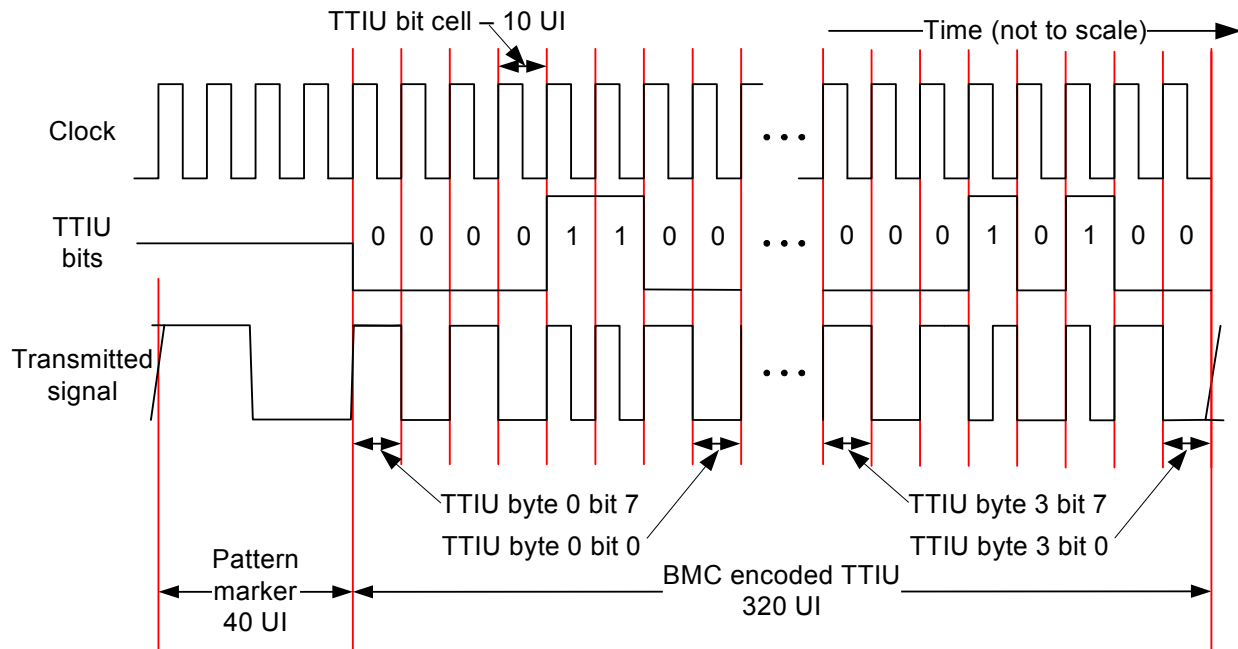 TTIU bit cell – 10 UI
Time (not to scale)
Clock
• • •
TTIU
bits
0 0 0 0 1 1 0 0 • • • 0 0 0 1 0 1 0 0
Transmitted
signal
• • •
TTIU byte 0 bit 7
TTIU byte 0 bit 0
TTIU byte 3 bit 7
TTIU byte 3 bit 0
Pattern
marker
40 UI
BMC encoded TTIU
320 UI